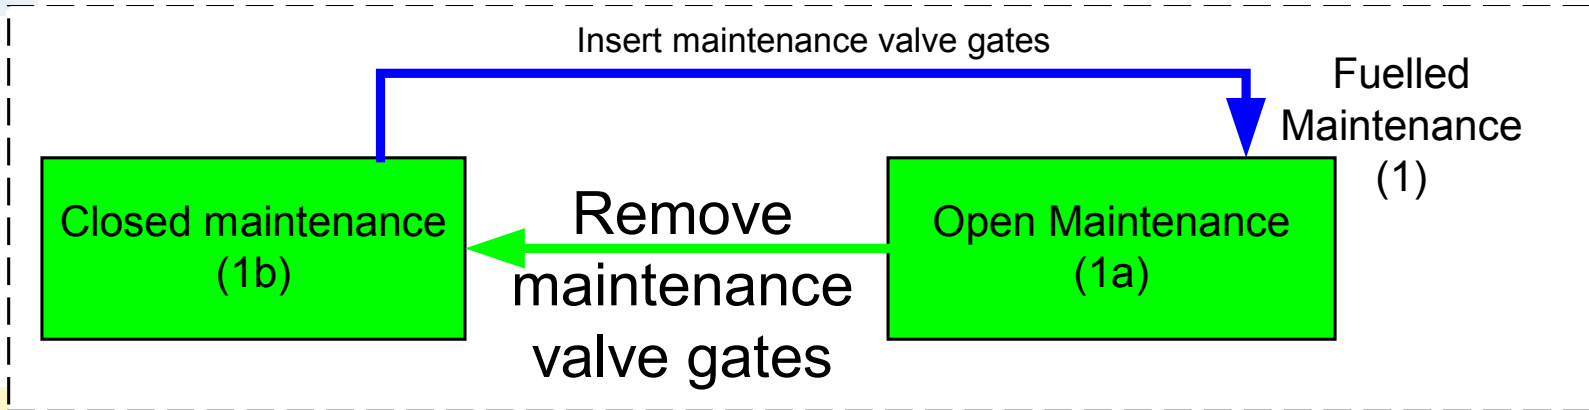 Insert maintenance valve gates
Fuelled
Maintenance
(1)
Closed maintenance
(1b)
Remove
maintenance
valve gates
Open Maintenance
(1a)